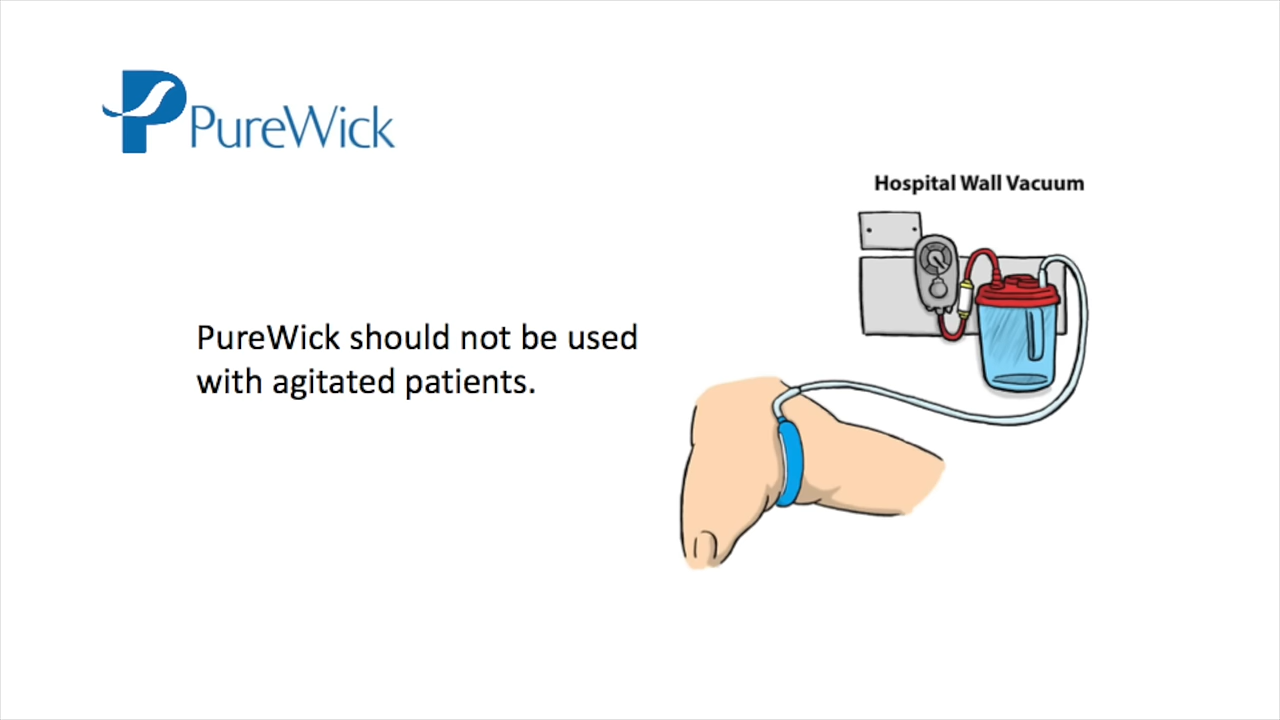 PureWick
Hospital Wall Vacuum
PureWick should not be used
with agitated patients.